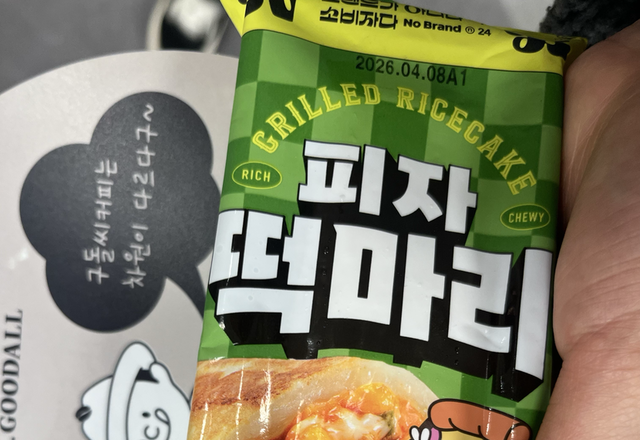 소비자다 No Brand ® 24
2026.04.08A1
GRILLED RICECAKE
RICH
피자
CHEWY
떡마리
구돌씨커피는
차원이 다르다구~
GOODALL